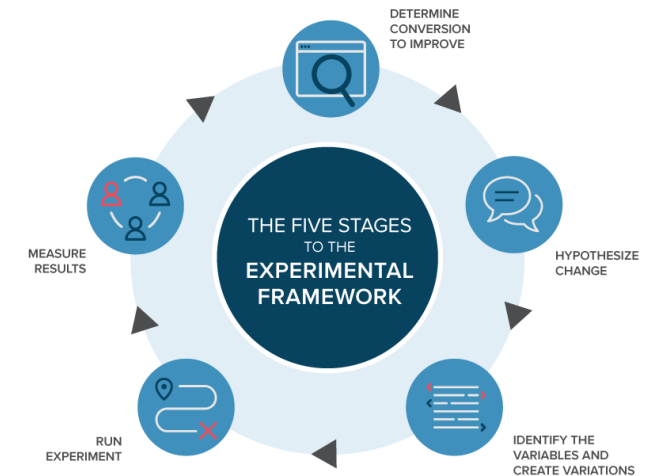 DETERMINE
CONVERSION
TO IMPROVE
THE FIVE STAGES
TO THE
EXPERIMENTAL
FRAMEWORK
HYPOTHESIZE
CHANGE
IDENTIFY THE
VARIABLES AND
CREATE VARIATIONS
RUN
EXPERIMENT
MEASURE
RESULTS